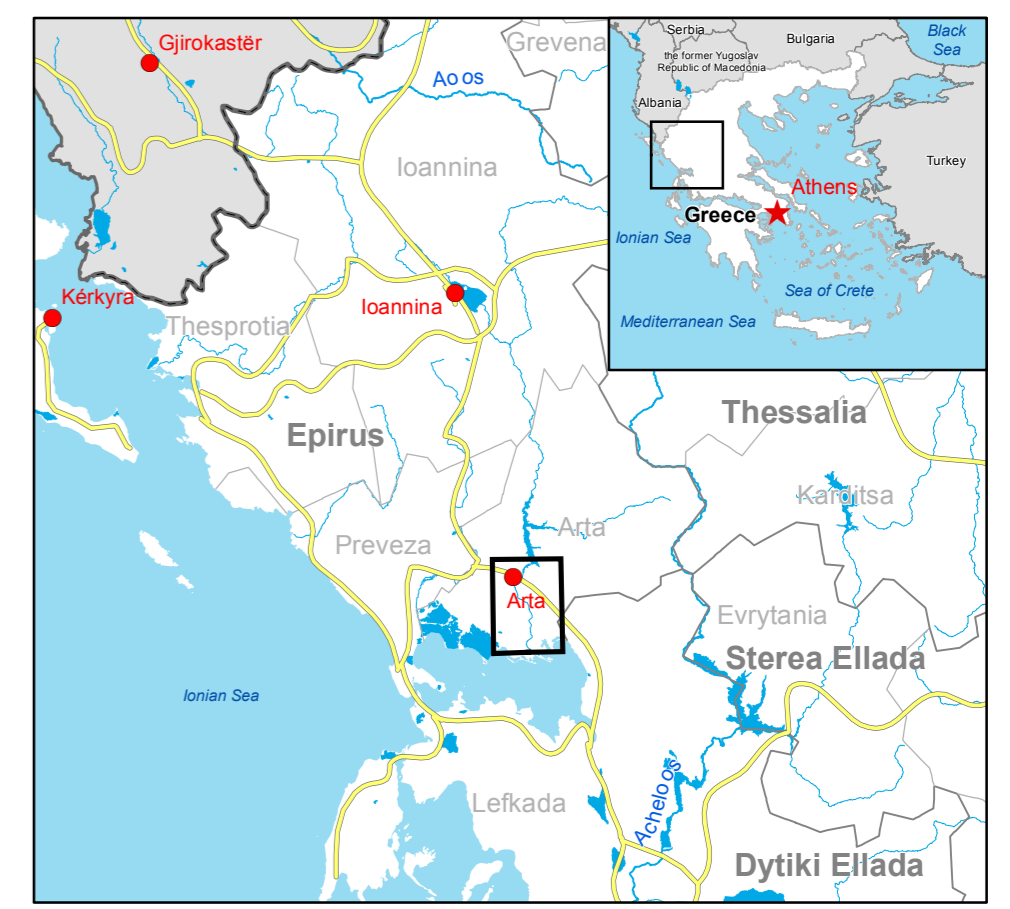 Gjirokastër
Grevena
Aoos
Ioannina
Kérkyra
Ioannina
Thesprotia
Epirus
Thessalia
Karditsa
Arta
Preveza
Arta
Evrytania
Sterea Ellada
Ionian Sea
Acheloos
Lefkada
Dytiki Ellada
Serbia
Bulgaria
Black
Sea
the former Yugoslav
Republic of Macedonia
Albania
Turkey
Athens
Greece
Ionian Sea
Sea of Crete
Mediterranean Sea